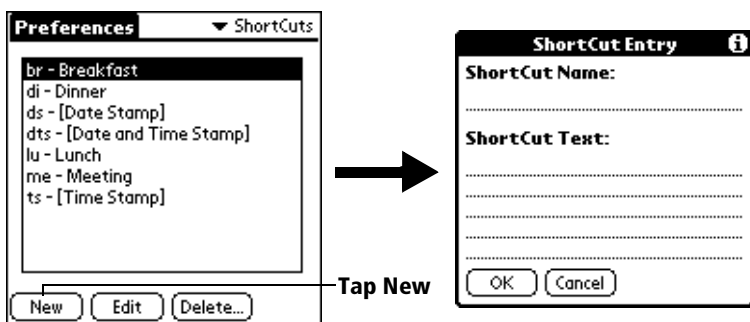 Preferences ShortCuts
br - Breakfast
di - Dinner
ds - [Date Stamp]
dts - [Date and Time Stamp]
lu - Lunch
me - Meeting
ts - [Time Stamp]
New Edit Delete...
Tap New
ShortCut Entry i
ShortCut Name:
ShortCut Text:
OK Cancel